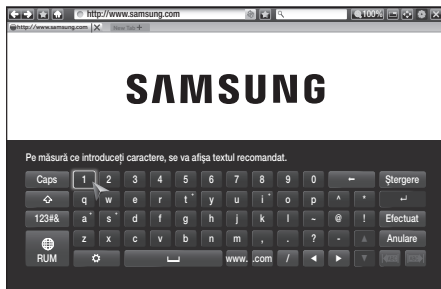 http://www.samsung.com 100%
http://www.samsung.com New Tab +
SAMSUNG
Pe măsură ce introduceți caractere, se va afișa textul recomandat.
Caps 1 2 3 4 5 6 7 8 9 0 Ștergere
q w e r t y u i o p ^ *
123#& a s d f g h j k l ~ @ ! Efectuat
z x c v b n m , . ? - Anulare
RUM www. .com /